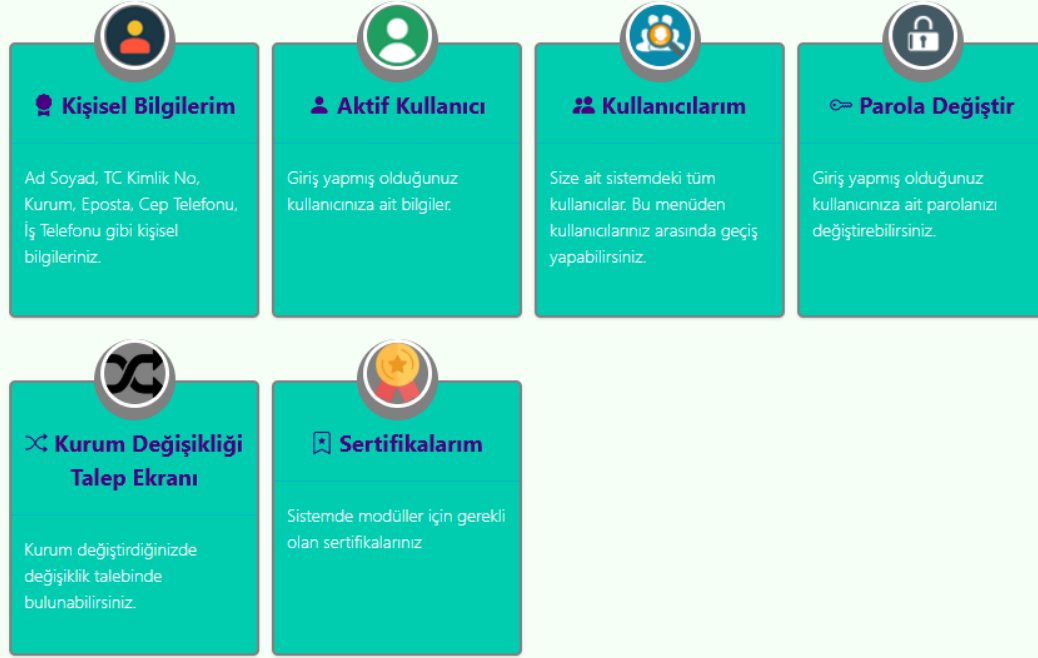 Kişisel Bilgilerim
Ad Soyad, TC Kimlik No,
Kurum, Eposta, Cep Telefonu,
İş Telefonu gibi kişisel
bilgileriniz.
Aktif Kullanıcı
Giriş yapmış olduğunuz
kullanıcınıza ait bilgiler.
Kullanıcılarım
Size ait sistemdeki tüm
kullanıcılar. Bu menüden
kullanıcılarınız arasında geçiş
yapabilirsiniz.
Parola Değiştir
Giriş yapmış olduğunuz
kullanıcınıza ait parolanızı
değiştirebilirsiniz.
Kurum Değişikliği
Talep Ekranı
Kurum değiştirdiğinizde
değişiklik talebinde
bulunabilirsiniz.
Sertifikalarım
Sistemde modüller için gerekli
olan sertifikalarınız